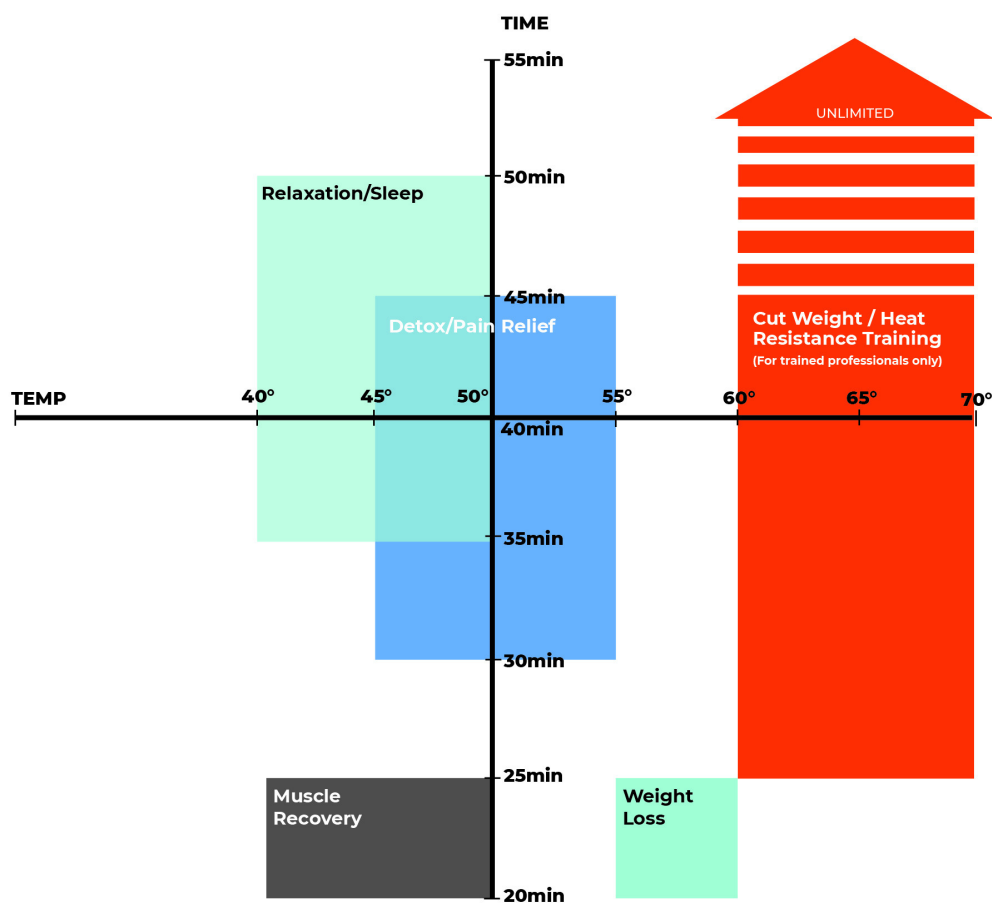 TIME
55min
UNLIMITED
50min
Relaxation/Sleep
45min
Detox/Pain Relief
Cut Weight / Heat
Resistance Training
(For trained professionals only)
TEMP
40°
45°
50°
55°
60°
65°
70°
40min
35min
30min
25min
Muscle
Recovery
Weight
Loss
20min